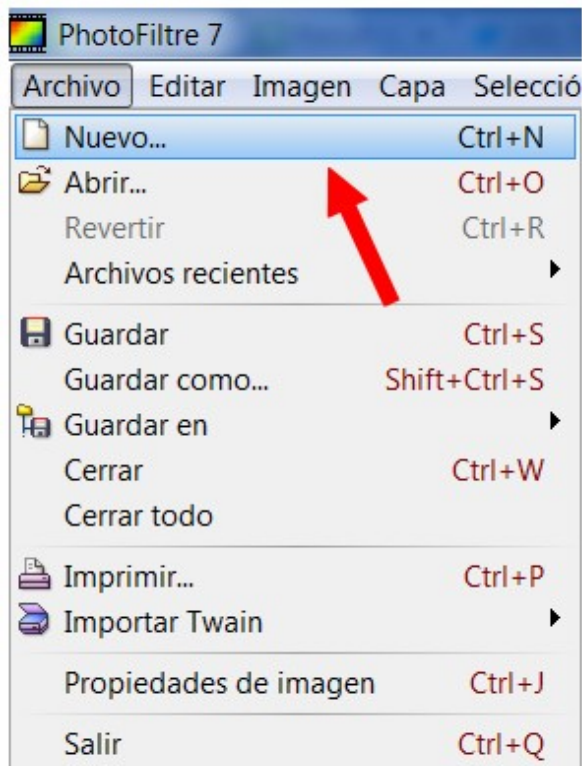 PhotoFiltre 7
Archivo Editar Imagen Capa Selecció
Nuevo... Ctrl+N
Abrir... Ctrl+O
Revertir Ctrl+R
Archivos recientes
Guardar Ctrl+S
Guardar como... Shift+Ctrl+S
Guardar en
Cerrar Ctrl+W
Cerrar todo
Imprimir... Ctrl+P
Importar Twain
Propiedades de imagen Ctrl+J
Salir Ctrl+Q